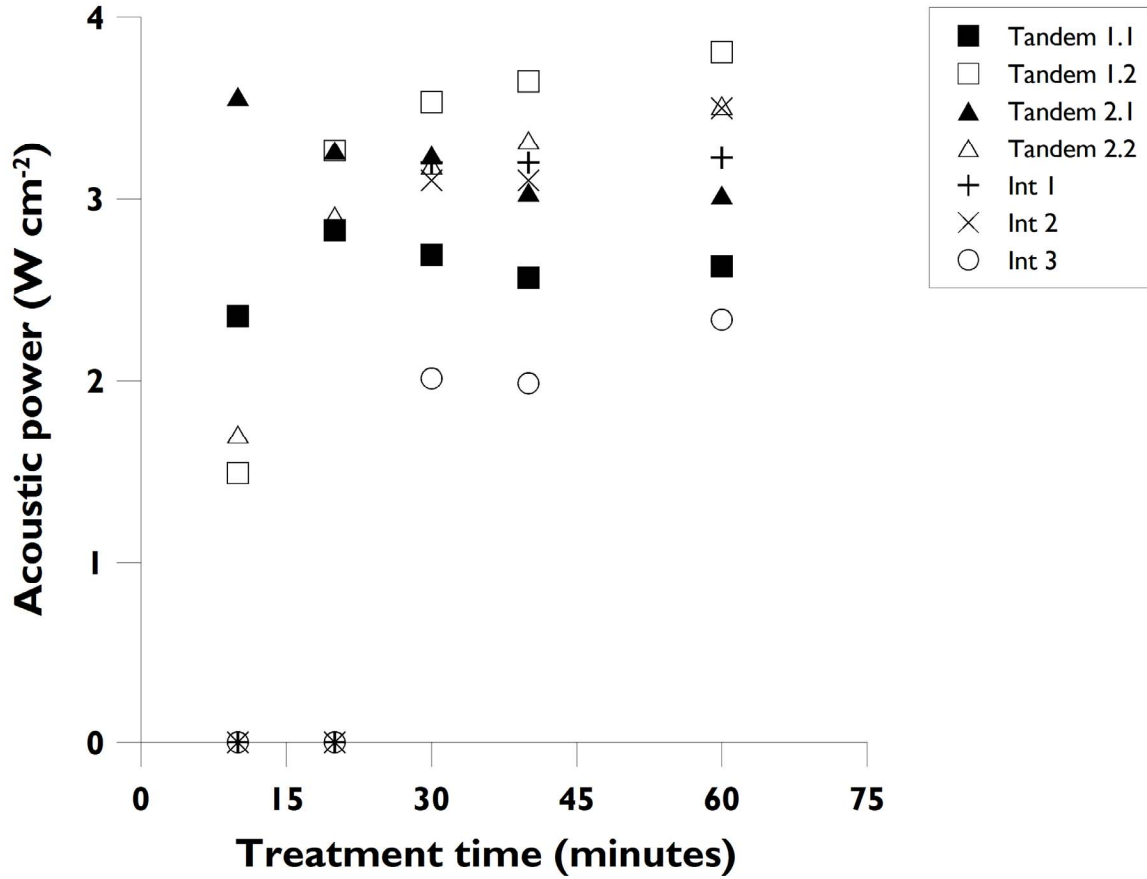 4
3
2
1
0
Acoustic power (W cm-2)
0 15 30 45 60 75
Treatment time (minutes)
Tandem 1.1
Tandem 1.2
Tandem 2.1
Tandem 2.2
Int 1
Int 2
Int 3